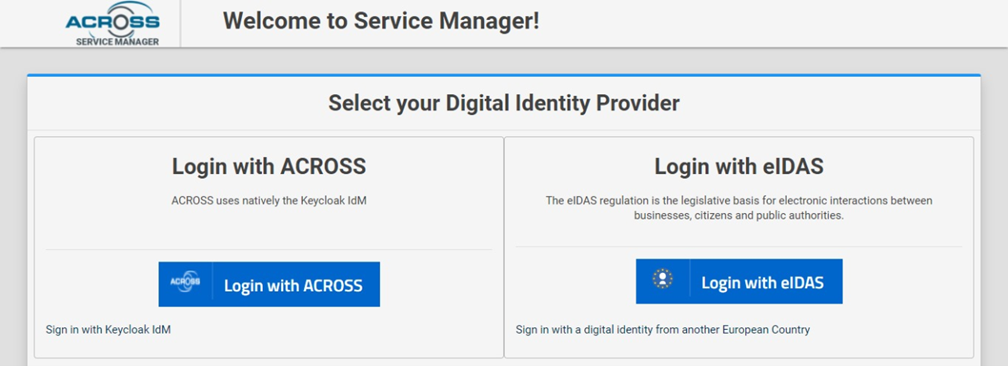 ACROSS
SERVICE MANAGER
Welcome to Service Manager!
Select your Digital Identity Provider
Login with ACROSS
ACROSS uses natively the Keycloak IdM
ACROSS
Login with ACROSS
Sign in with Keycloak IdM
Login with eIDAS
The eIDAS regulation is the legislative basis for electronic interactions between
businesses, citizens and public authorities.
Login with eIDAS
Sign in with a digital identity from another European Country